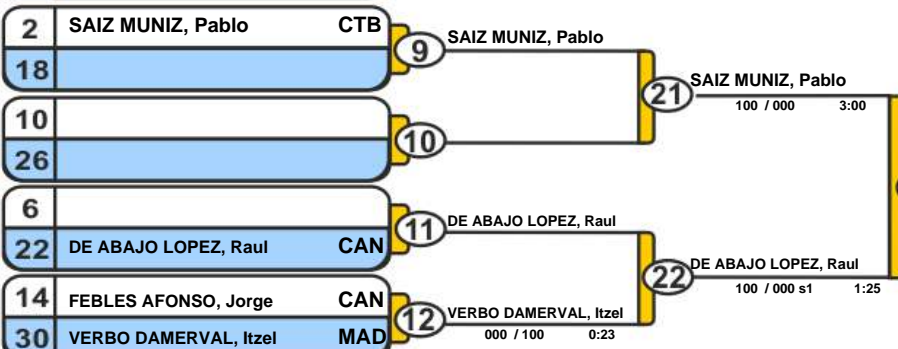 2 SAIZ MUNIZ, Pablo CTB
18
9 SAIZ MUNIZ, Pablo
10
26
10
21 SAIZ MUNIZ, Pablo
100 / 000 3:00
6
22 DE ABAJO LOPEZ, Raul CAN
11 DE ABAJO LOPEZ, Raul
14 FEBLES AFONSO, Jorge CAN
30 VERBO DAMERVAL, Itzel MAD
12 VERBO DAMERVAL, Itzel
000 / 100 0:23
22 DE ABAJO LOPEZ, Raul
100 / 000 s1 1:25